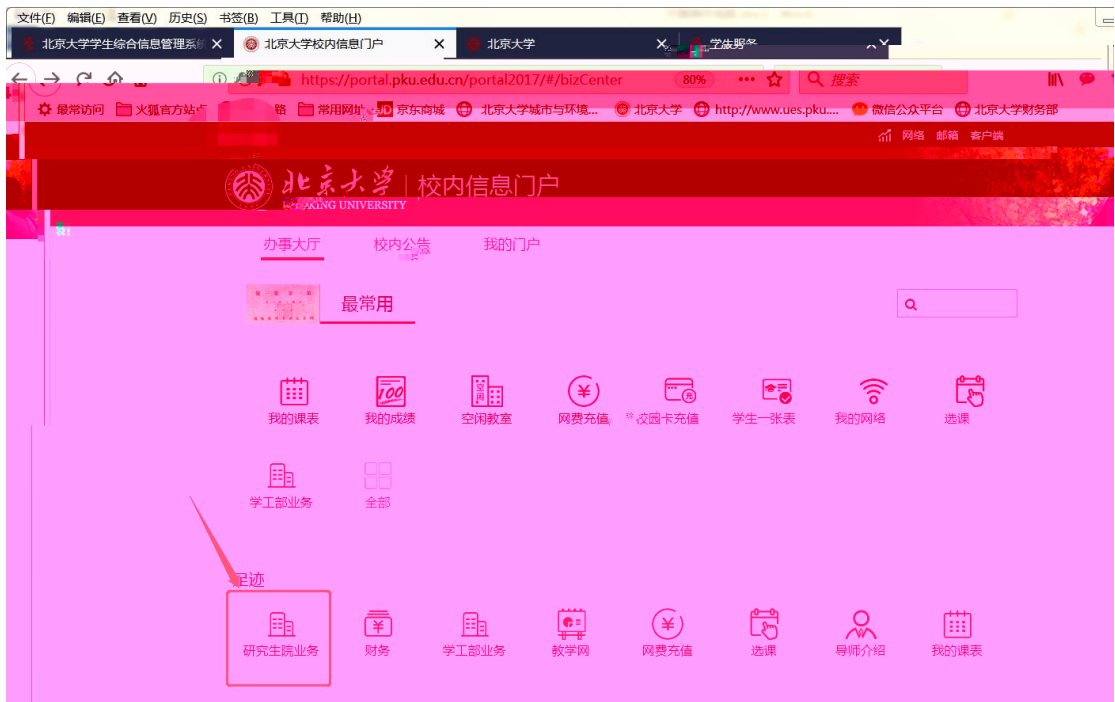 文件(F) 编辑(E) 查看(V) 历史(S) 书签(B) 工具(T) 帮助(H)
北京大学学生综合信息管理系统 北京大学校内信息门户 北京大学
https://portal.pku.edu.cn/portal2017/#/bizCenter 80% 搜索
最常访问 火狐官方站点 常用网址 JD 京东商城 北京大学城市与环境... 北京大学 http://www.ues.pku.... 微信公众平台 北京大学财务部
网络 邮箱 客户端
北京大学 校内信息门户
PEKING UNIVERSITY
办事大厅 校内公告 我的门户
最常用
我的课表 我的成绩 空闲教室 网费充值 校园卡充值 学生一张表 我的网络 选课
学工部业务 全部
足迹
研究生院业务 财务 学工部业务 教学网 网费充值 选课 导师介绍 我的课表